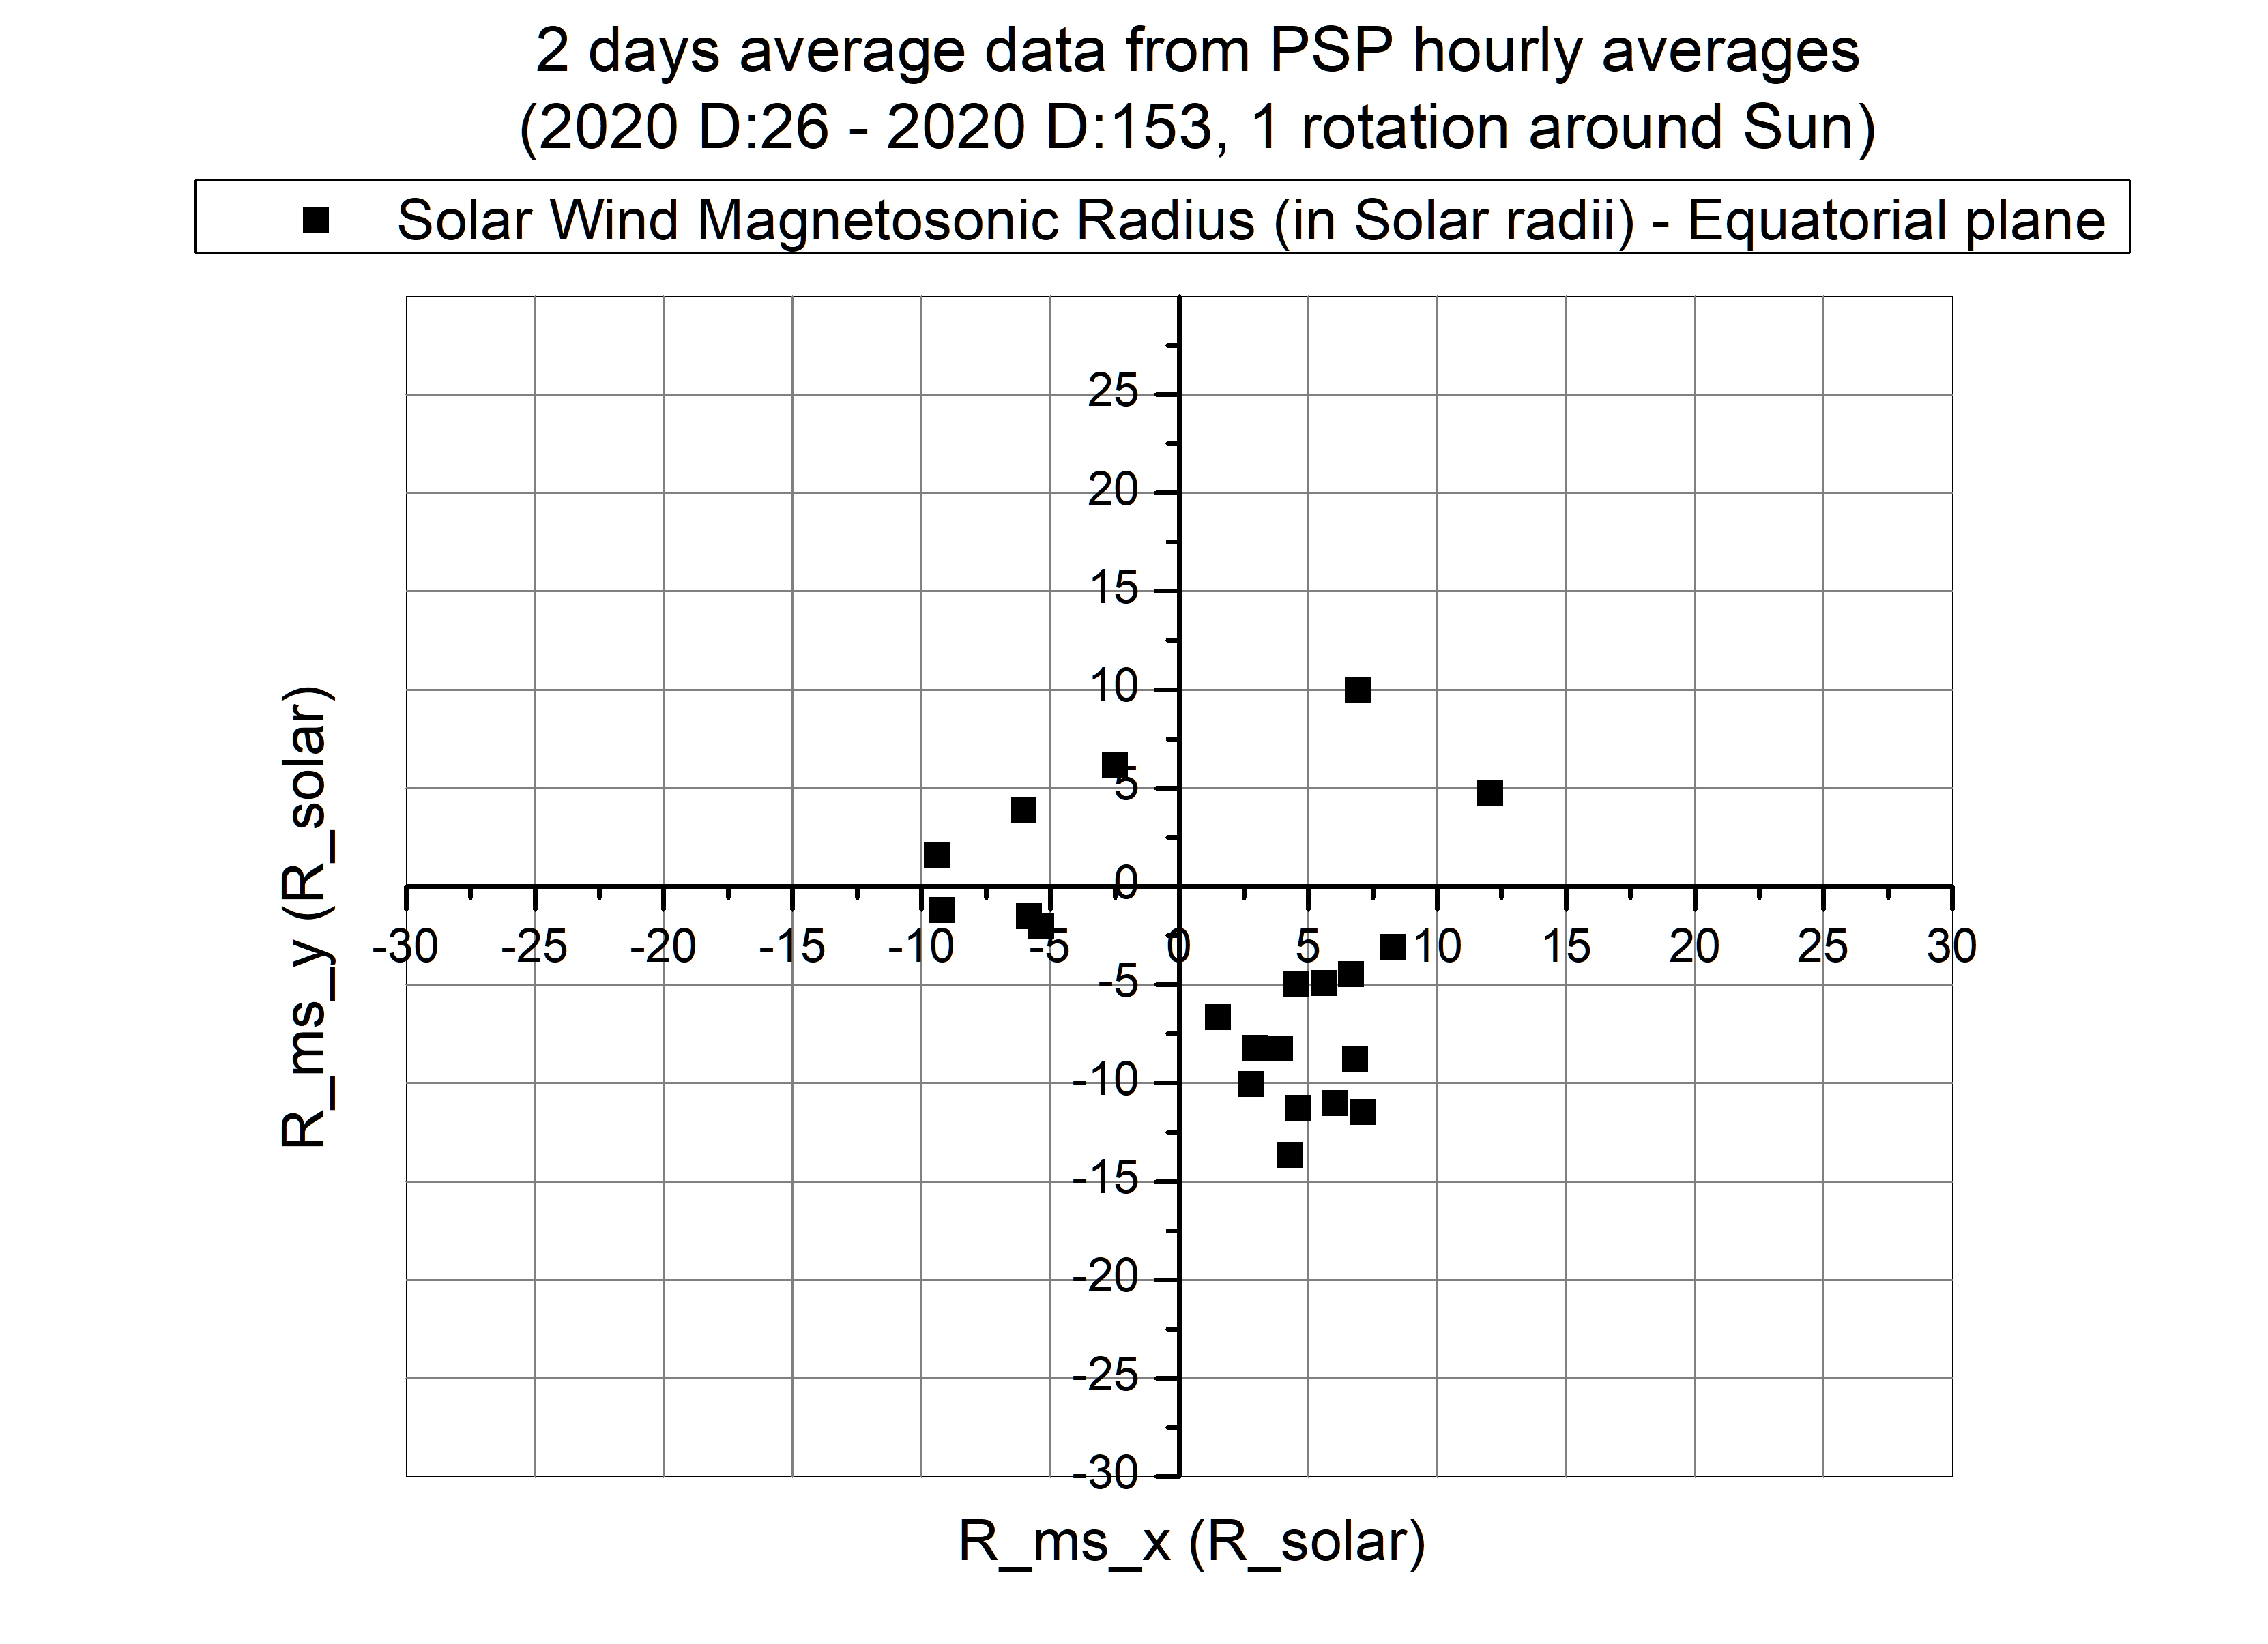 2 days average data from PSP hourly averages
(2020 D:26 - 2020 D:153, 1 rotation around Sun)
Solar Wind Magnetosonic Radius (in Solar radii) - Equatorial plane
25
20
15
10
5
0
-30 -25 -20 -15 -10 -5 0 5 10 15 20 25 30
-5
-10
-15
-20
-25
-30
R_ms_y (R_solar)
R_ms_x (R_solar)